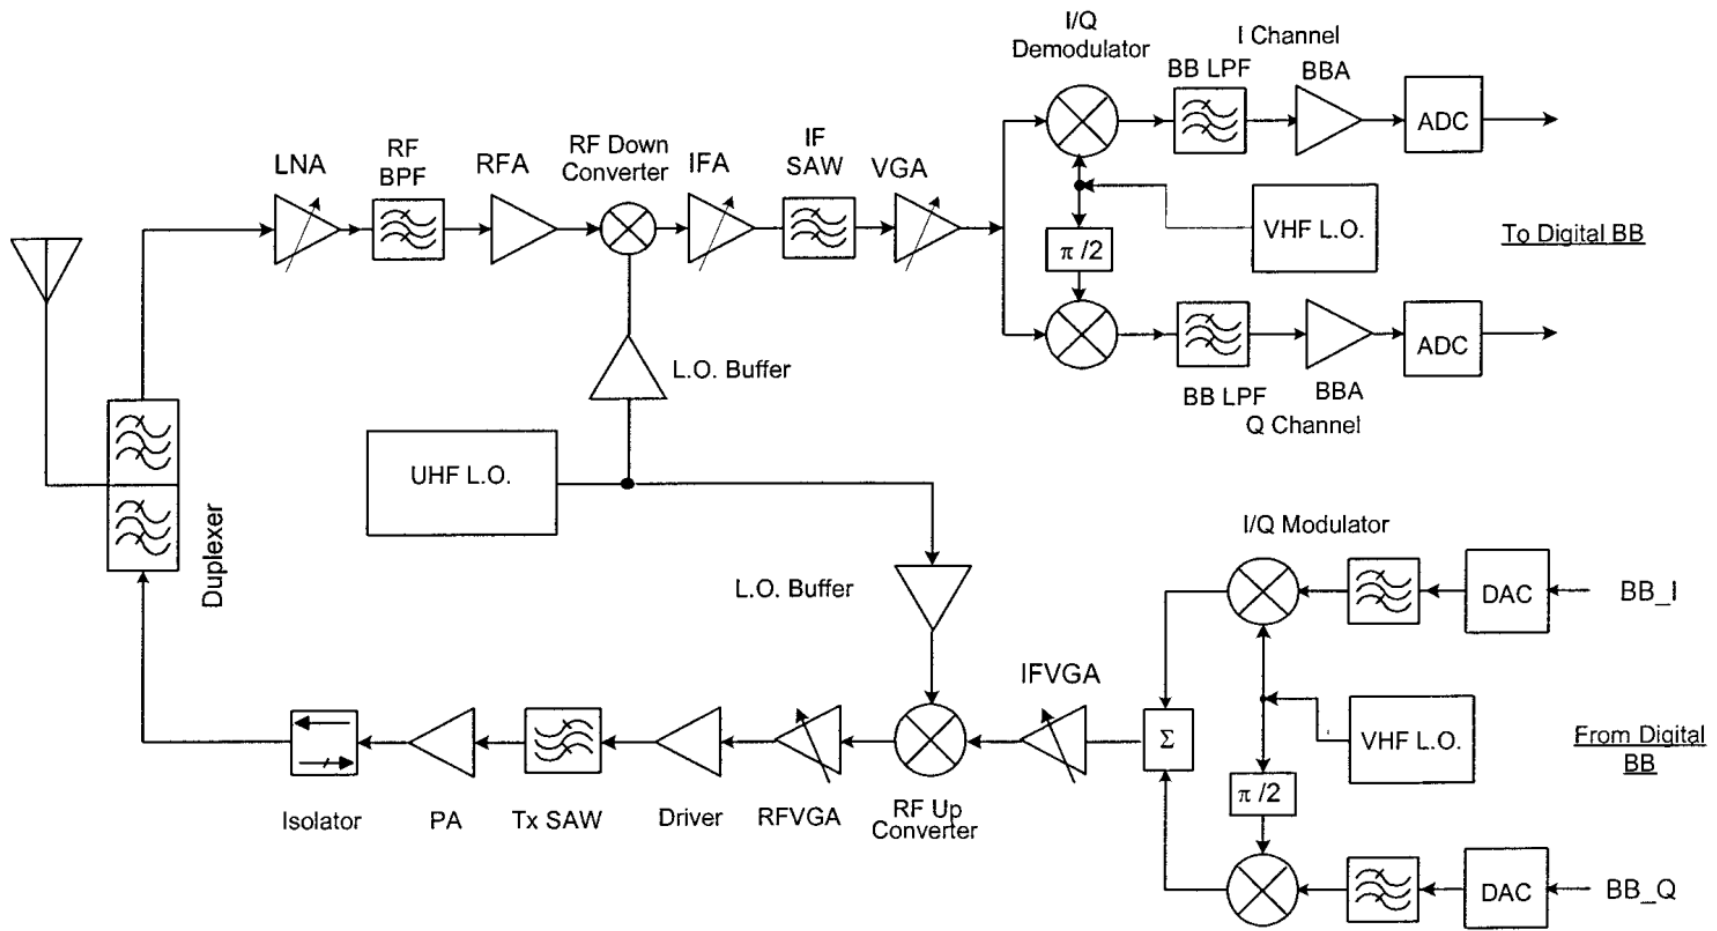 I/Q
Demodulator
I Channel
BB LPF
BBA
ADC
LNA
RF
BPF
RFA
RF Down
Converter
IFA
IF
SAW
VGA
VHF L.O.
To Digital BB
π /2
ADC
BB LPF
BBA
Q Channel
L.O. Buffer
UHF L.O.
Duplexer
I/Q Modulator
L.O. Buffer
DAC
BB_I
IFVGA
Σ
VHF L.O.
From Digital
BB
π /2
Isolator
PA
Tx SAW
Driver
RFVGA
RF Up
Converter
DAC
BB_Q